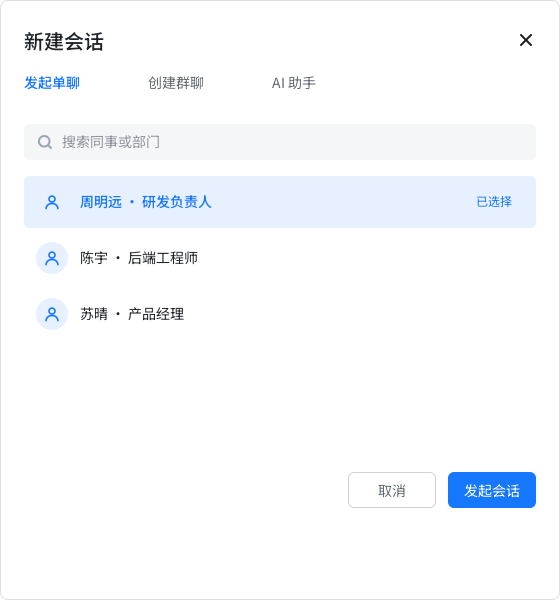 新建会话
发起单聊 创建群聊 AI 助手
搜索同事或部门
周明远 · 研发负责人 已选择
陈宇 · 后端工程师
苏晴 · 产品经理
取消 发起会话